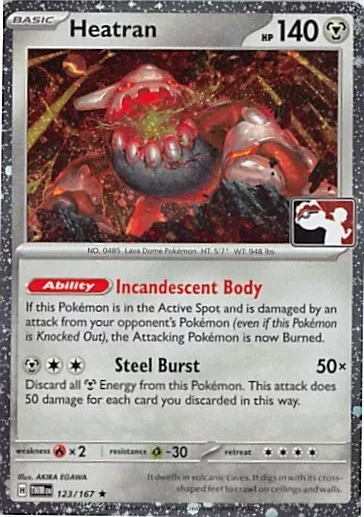 BASIC
Heatran
HP 140
NO. 0485 Lava Dome Pokémon HT: 5'7" WT: 948 lbs.
Ability Incandescent Body
If this Pokémon is in the Active Spot and is damaged by an
attack from your opponent's Pokémon (even if this Pokémon
is Knocked Out), the Attacking Pokémon is now Burned.
Steel Burst 50×
Discard all Energy from this Pokémon. This attack does
50 damage for each card you discarded in this way.
weakness ×2 resistance -30 retreat
Illus. AKIRA EGAWA
H TWM EN 123/167 ★
It dwells in volcanic caves. It digs in with its cross-
shaped feet to crawl on ceilings and walls.